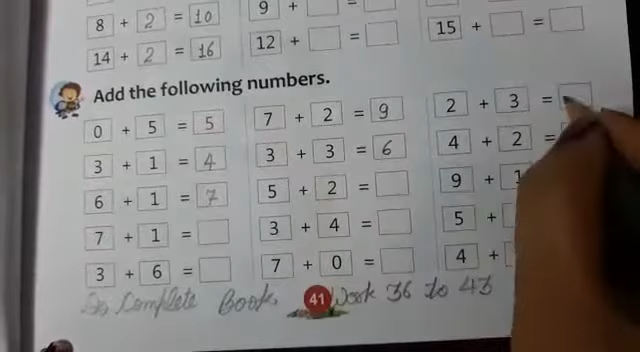 8 + 2 = 10
9 + =
14 + 2 = 16
12 + =
15 + =
Add the following numbers.
0 + 5 = 5
7 + 2 = 9
2 + 3 =
3 + 1 = 4
3 + 3 = 6
4 + 2 =
6 + 1 = 7
5 + 2 =
9 + 1
7 + 1 =
3 + 4 =
5 +
3 + 6 =
7 + 0 =
4 +
Complete Book 41 Work 36 to 43